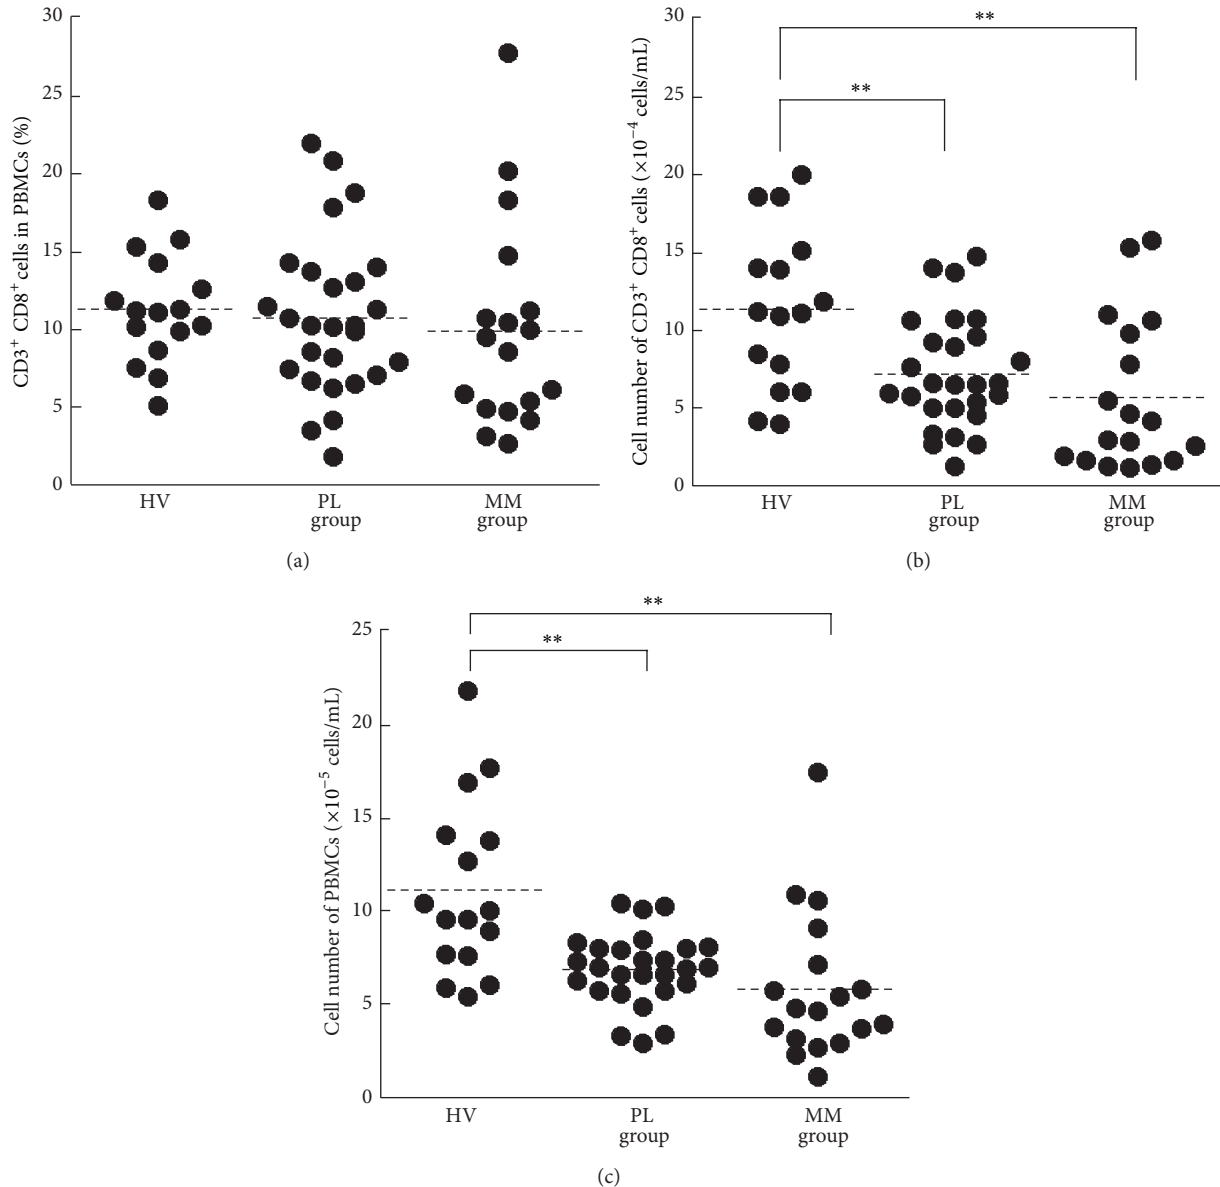 CD3⁺ CD8⁺ cells in PBMCs (%)
30
25
20
15
10
5
0
HV
PL
group
MM
group
(a)
Cell number of CD3⁺ CD8⁺ cells (×10⁻⁴ cells/mL)
30
25
20
15
10
5
0
**
**
HV
PL
group
MM
group
(b)
Cell number of PBMCs (×10⁻⁵ cells/mL)
25
20
15
10
5
0
**
**
HV
PL
group
MM
group
(c)